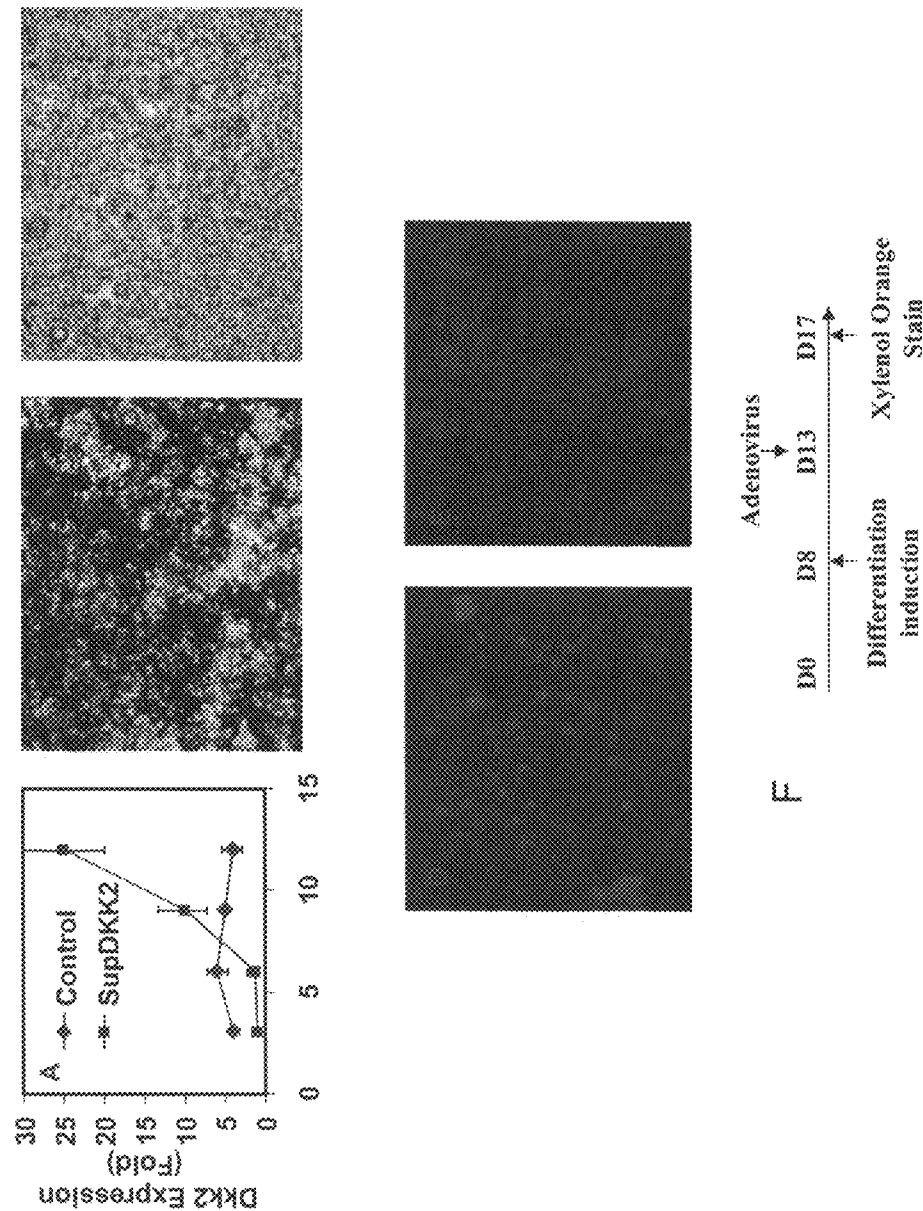 Dkk2 Expression
(Fold)
30
25
20
15
10
5
0
A
Control
SupDKK2
0
5
10
15
F
Adenovirus
D0
D8
D13
D17
Differentiation
induction
Xylenol Orange
Stain